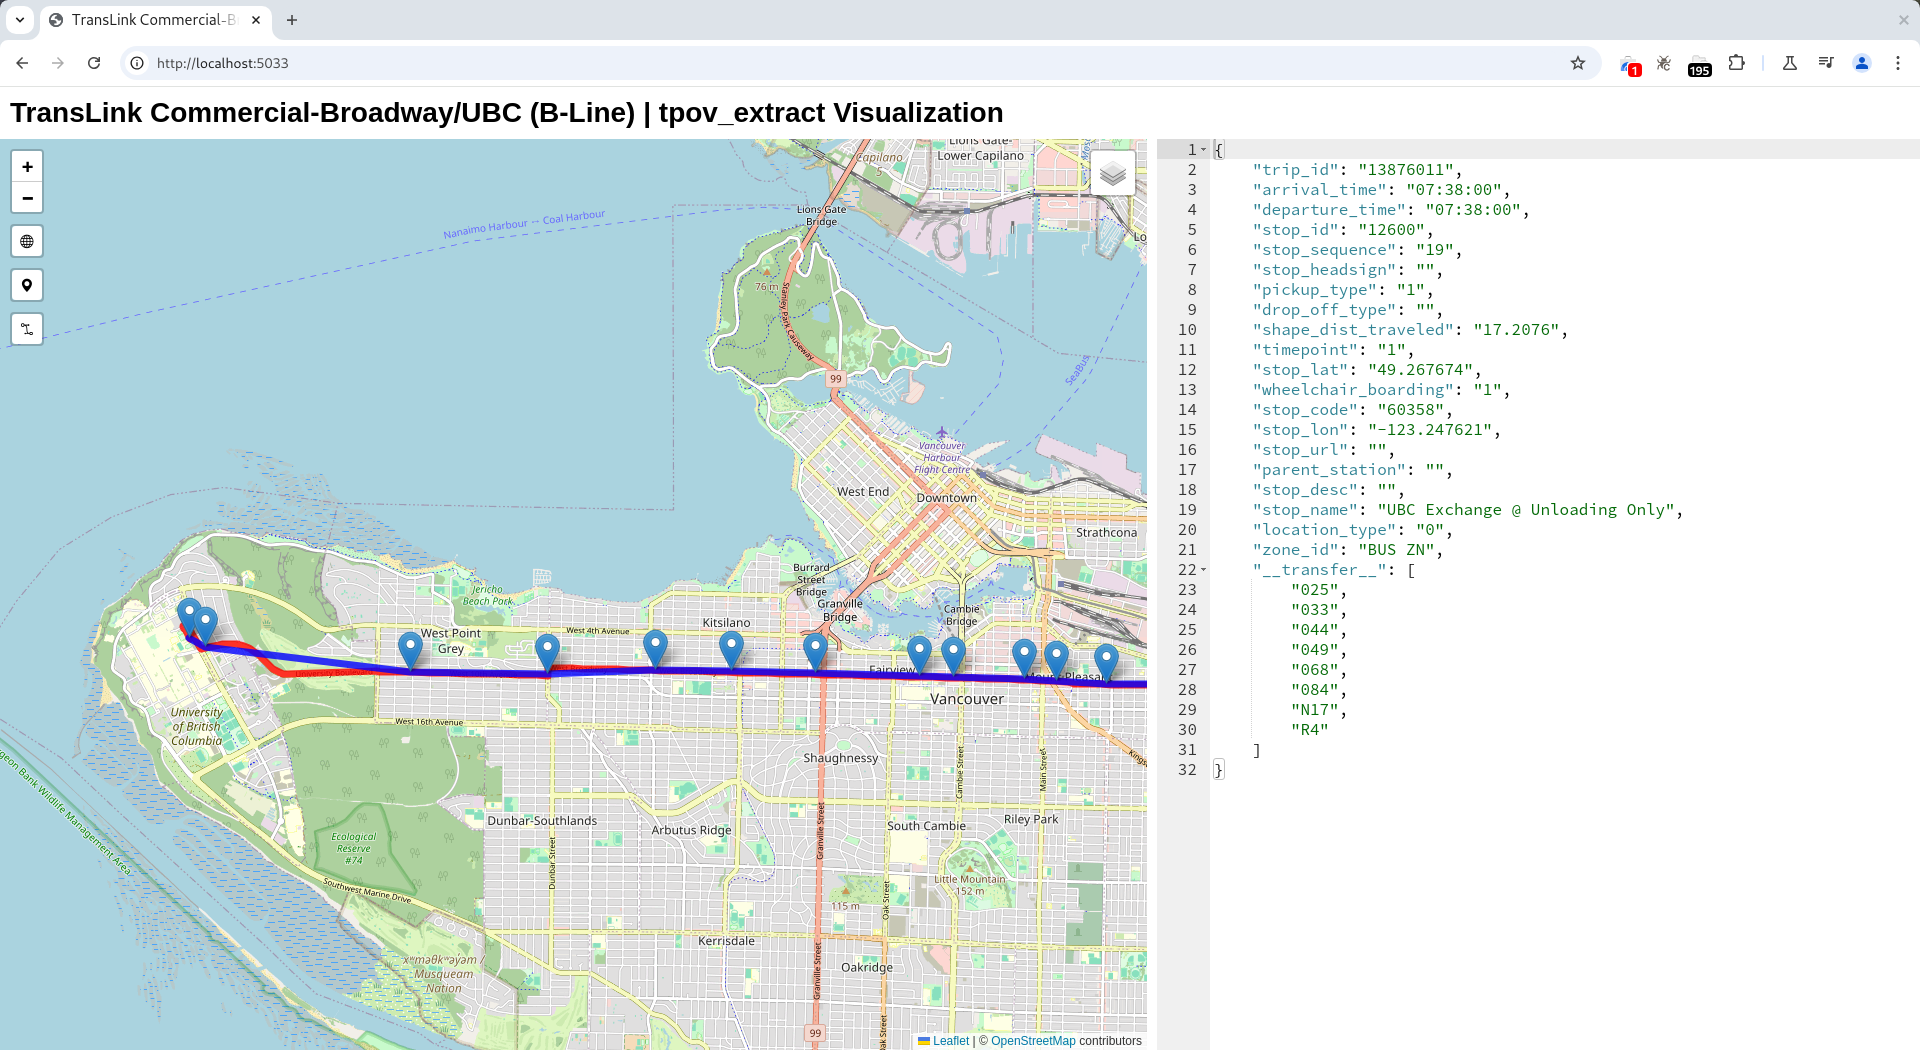 TransLink Commercial-B
http://localhost:5033
1
195
TransLink Commercial-Broadway/UBC (B-Line) | tpov_extract Visualization
+
−
Capilano
5
Lions Gate-
Lower Capilano
Lions Gate
Bridge
Nanaimo Harbour -- Coal Harbour
76 m
Stanley Park Causeway
99
SeaBus
Vancouver
Harbour
Flight Centre
West End
Downtown
Strathcona
Burrard
Street
Bridge
Granville
Bridge
Cambie
Bridge
Jericho
Beach Park
West Point
Grey
West 4th Avenue
Kitsilano
Fairview
Mount Pleasant
Vancouver
University Boulevard
University
of British
Columbia
West 16th Avenue
Shaughnessy
Cambie Street
Main Street
Kings
Granville Street
Dunbar-Southlands
Arbutus Ridge
South Cambie
Riley Park
Ecological
Reserve
#74
Dunbar Street
Little Mountain
152 m
115 m
Oak Street
Southwest Marine Drive
geon Bank Wildlife Management Area
Kerrisdale
Oakridge
xʷməθkʷəy̓əm /
Musqueam
Nation
Granville Street
99
Oak Street
Leaflet | © OpenStreetMap contributors
1 {
2 "trip_id": "13876011",
3 "arrival_time": "07:38:00",
4 "departure_time": "07:38:00",
5 "stop_id": "12600",
6 "stop_sequence": "19",
7 "stop_headsign": "",
8 "pickup_type": "1",
9 "drop_off_type": "",
10 "shape_dist_traveled": "17.2076",
11 "timepoint": "1",
12 "stop_lat": "49.267674",
13 "wheelchair_boarding": "1",
14 "stop_code": "60358",
15 "stop_lon": "-123.247621",
16 "stop_url": "",
17 "parent_station": "",
18 "stop_desc": "",
19 "stop_name": "UBC Exchange @ Unloading Only",
20 "location_type": "0",
21 "zone_id": "BUS ZN",
22 "__transfer__": [
23 "025",
24 "033",
25 "044",
26 "049",
27 "068",
28 "084",
29 "N17",
30 "R4"
31 ]
32 }